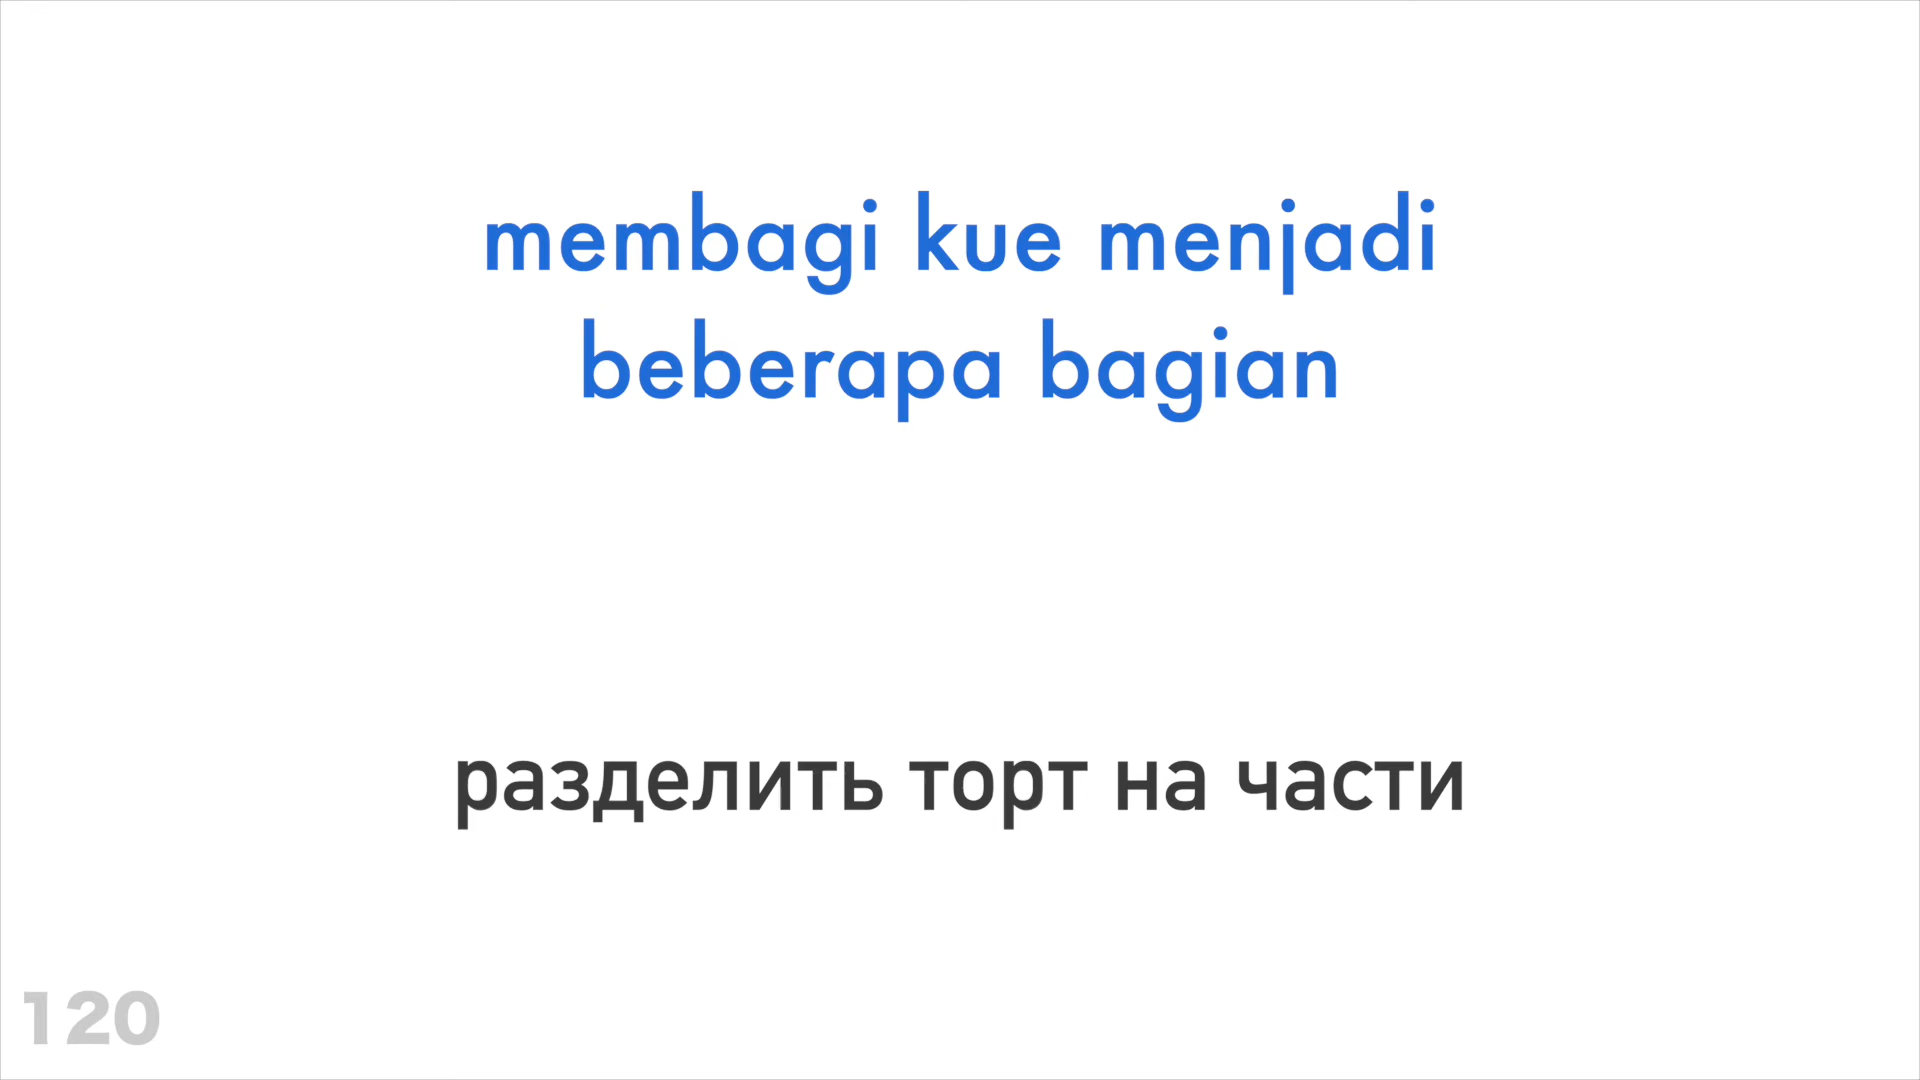 membagi kue menjadi
beberapa bagian
разделить торт на части
120